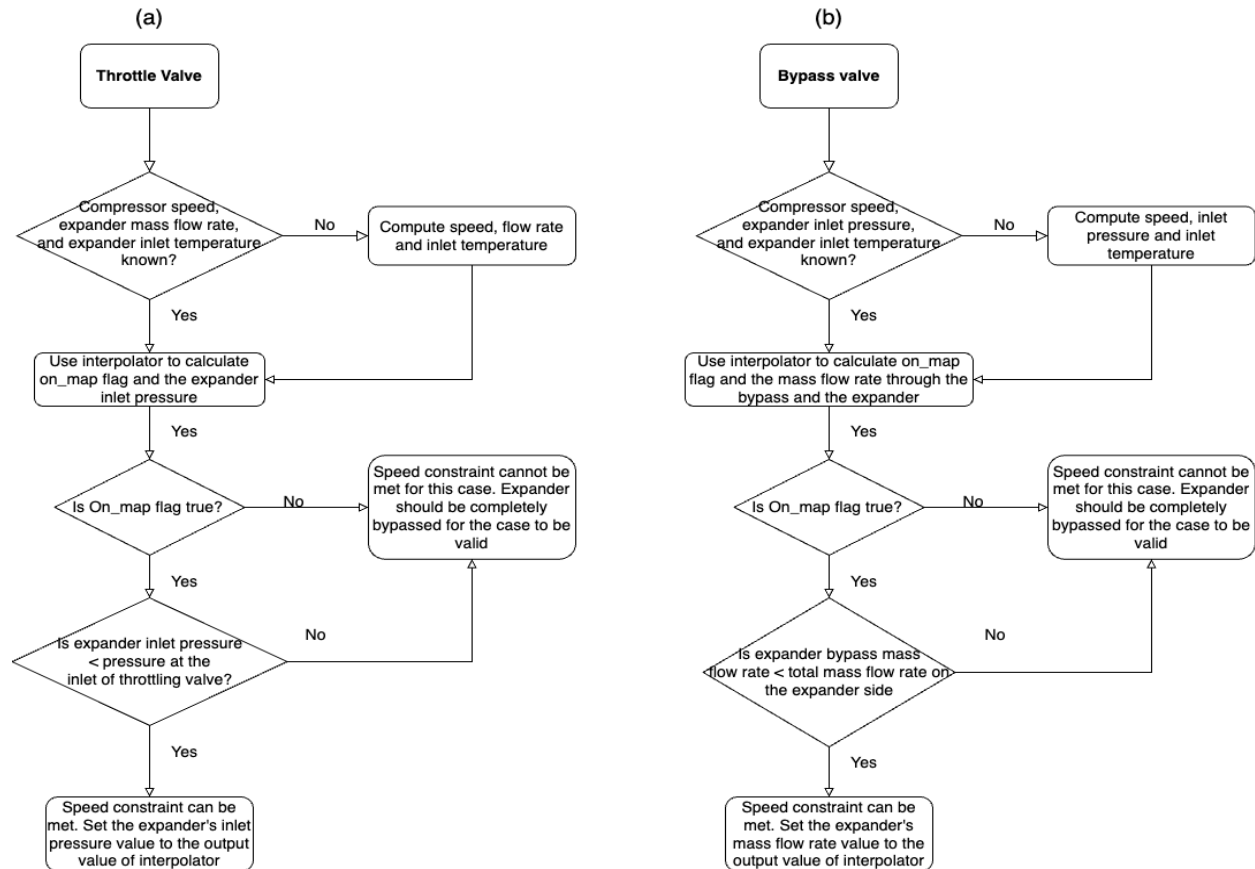 (a)
Throttle Valve
Compressor speed,
expander mass flow rate,
and expander inlet temperature
known?
No
Compute speed, flow rate
and inlet temperature
Yes
Use interpolator to calculate
on_map flag and the expander
inlet pressure
Yes
Is On_map flag true?
No
Speed constraint cannot be
met for this case. Expander
should be completely
bypassed for the case to be
valid
Yes
Is expander inlet pressure
< pressure at the
inlet of throttling valve?
No
Yes
Speed constraint can be
met. Set the expander's inlet
pressure value to the output
value of interpolator
(b)
Bypass valve
Compressor speed,
expander inlet pressure,
and expander inlet temperature
known?
No
Compute speed, inlet
pressure and inlet
temperature
Yes
Use interpolator to calculate on_map
flag and the mass flow rate through the
bypass and the expander
Yes
Is On_map flag true?
No
Speed constraint cannot be
met for this case. Expander
should be completely
bypassed for the case to be
valid
Yes
Is expander bypass mass
flow rate < total mass flow rate on
the expander side
No
Yes
Speed constraint can be
met. Set the expander's
mass flow rate value to the
output value of interpolator